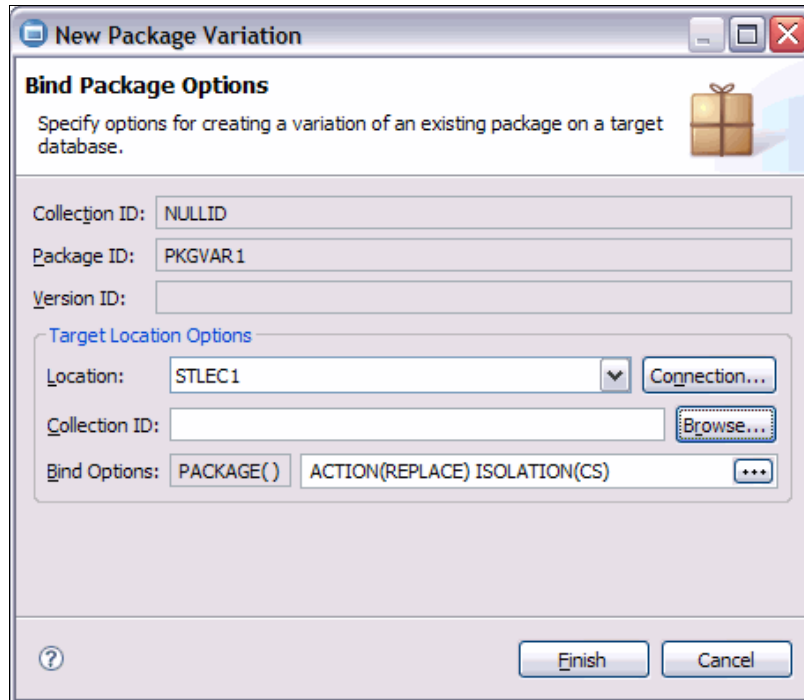 New Package Variation
Bind Package Options
Specify options for creating a variation of an existing package on a target
database.
Collection ID: NULLID
Package ID: PKGVAR1
Version ID:
Target Location Options
Location: STLEC1 Connection...
Collection ID: Browse...
Bind Options: PACKAGE( ) ACTION(REPLACE) ISOLATION(CS) ...
? Finish Cancel